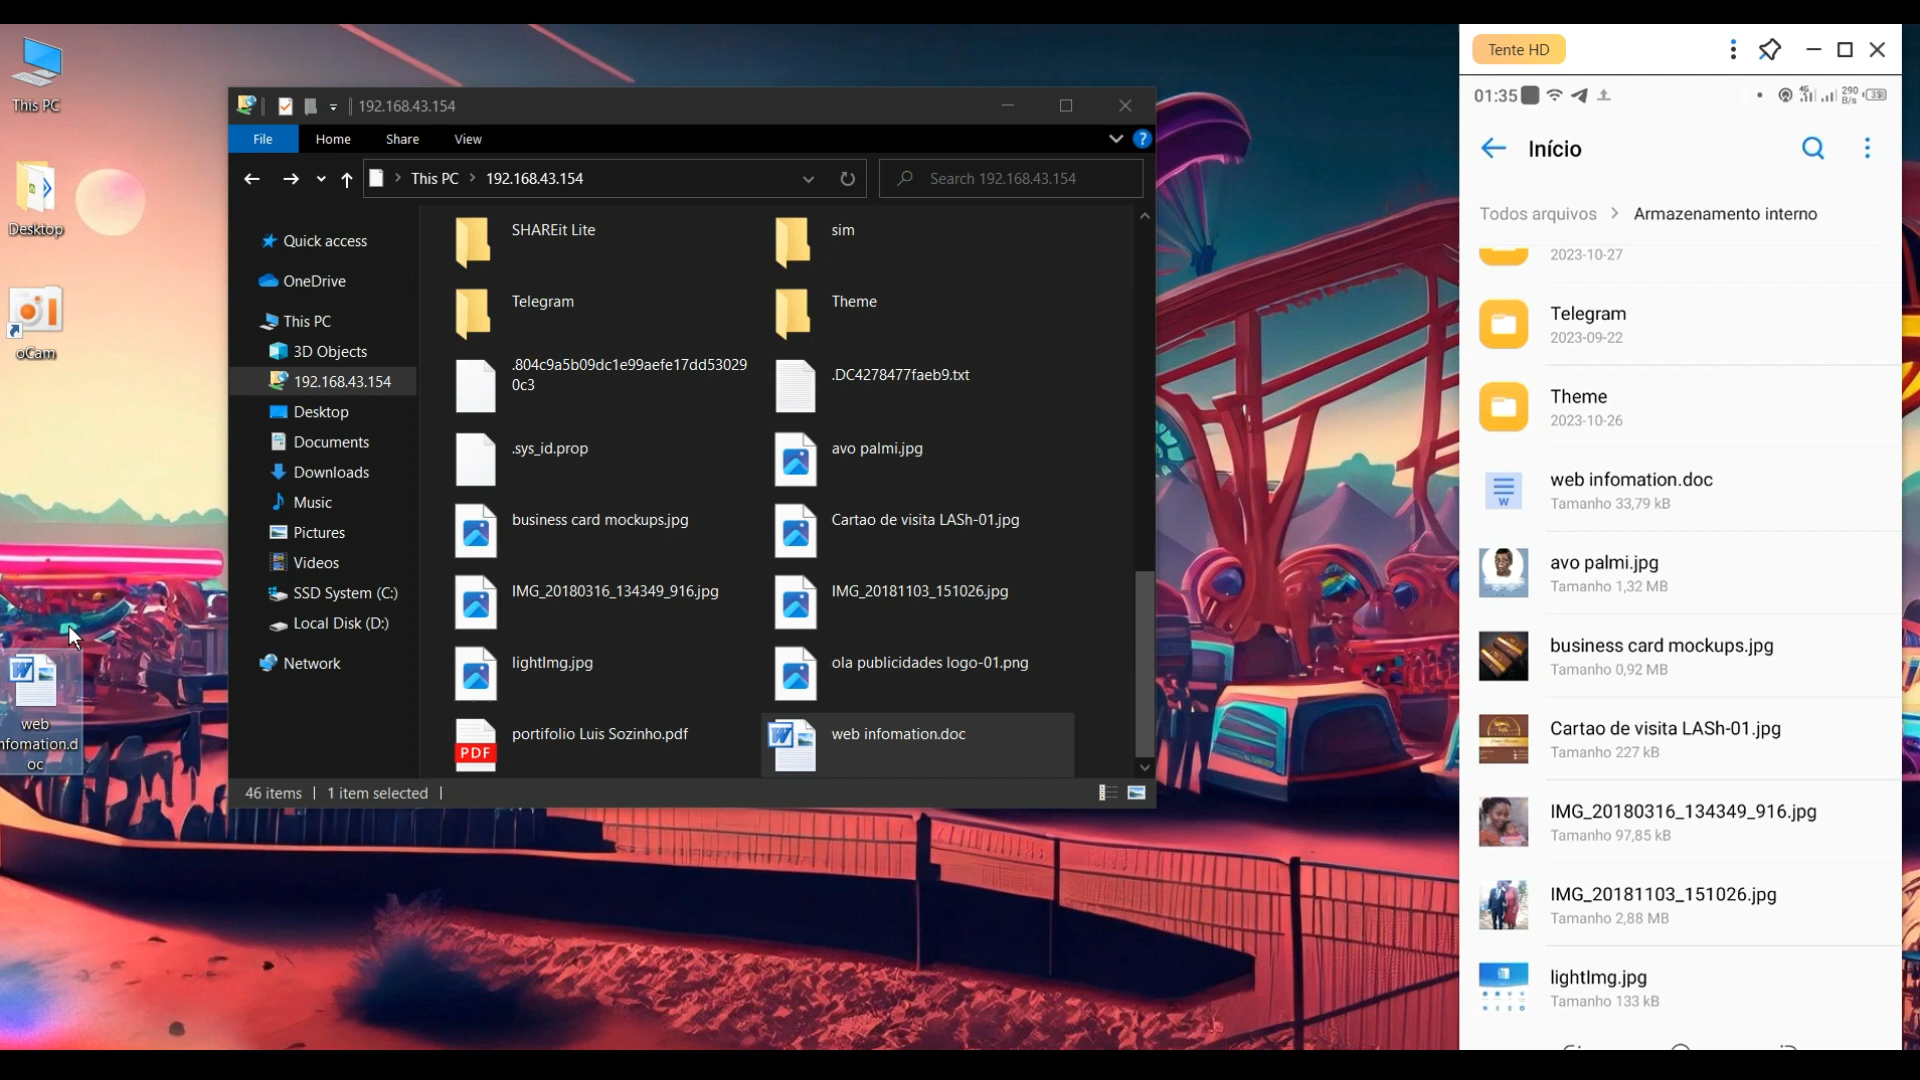 This PC
Desktop
oCam
web
nfomation.d
oc
192.168.43.154
File Home Share View
This PC > 192.168.43.154
Search 192.168.43.154
Quick access
OneDrive
This PC
3D Objects
192.168.43.154
Desktop
Documents
Downloads
Music
Pictures
Videos
SSD System (C:)
Local Disk (D:)
Network
SHAREit Lite
sim
Telegram
Theme
.804c9a5b09dc1e99aefe17dd53029
0c3
.DC4278477faeb9.txt
.sys_id.prop
avo palmi.jpg
business card mockups.jpg
Cartao de visita LASh-01.jpg
IMG_20180316_134349_916.jpg
IMG_20181103_151026.jpg
lightImg.jpg
ola publicidades logo-01.png
PDF
portifolio Luis Sozinho.pdf
W
web infomation.doc
46 items | 1 item selected |
Tente HD
01:35
4G
290
B/s
39
Início
Todos arquivos > Armazenamento interno
2023-10-27
Telegram
2023-09-22
Theme
2023-10-26
W
web infomation.doc
Tamanho 33,79 kB
avo palmi.jpg
Tamanho 1,32 MB
business card mockups.jpg
Tamanho 0,92 MB
Cartao de visita LASh-01.jpg
Tamanho 227 kB
IMG_20180316_134349_916.jpg
Tamanho 97,85 kB
IMG_20181103_151026.jpg
Tamanho 2,88 MB
lightImg.jpg
Tamanho 133 kB